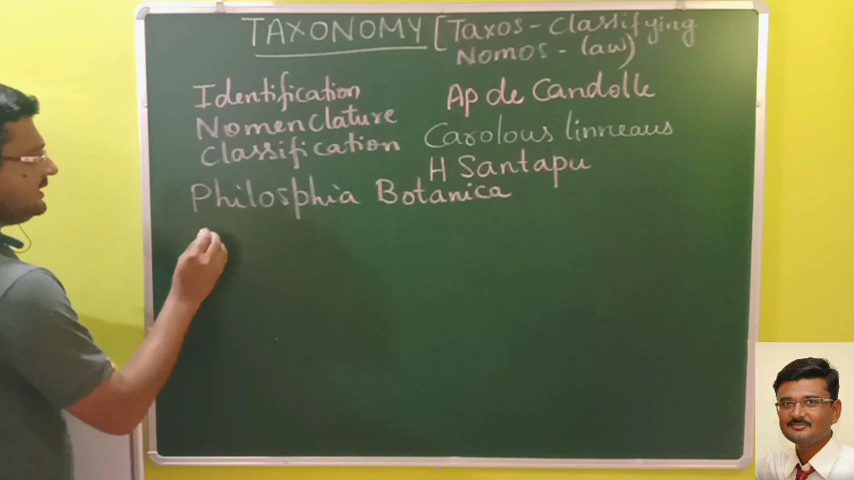 TAXONOMY [Taxos - Classifying
Nomos - law)
Identification Ap de Candolle
Nomenclature Carolous linneaus
Classification H Santapu
Philosphia Botanica